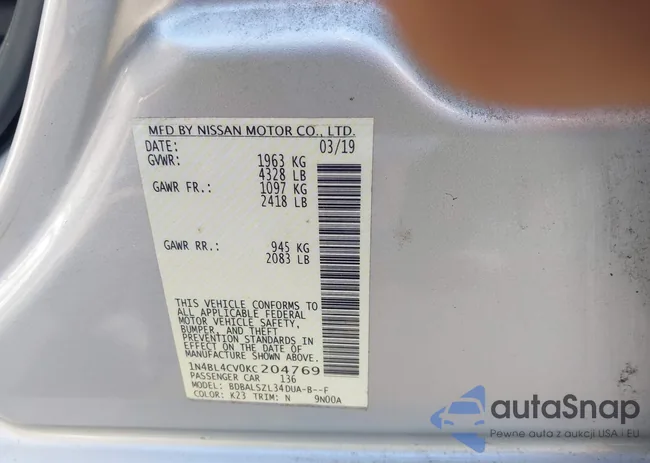 MFD BY NISSAN MOTOR CO., LTD.
DATE: 03/19
GVWR: 1963 KG
4328 LB
GAWR FR.: 1097 KG
2418 LB
GAWR RR.: 945 KG
2083 LB
THIS VEHICLE CONFORMS TO
ALL APPLICABLE FEDERAL
MOTOR VEHICLE SAFETY,
BUMPER, AND THEFT
PREVENTION STANDARDS IN
EFFECT ON THE DATE OF
MANUFACTURE SHOWN ABOVE.
1N4BL4CV0KC204769
PASSENGER CAR 136
MODEL: BDBALSZL34DUA-B--F
COLOR: K23 TRIM: N 9N00A
autoSnap
Pewne auta z aukcji USA i EU